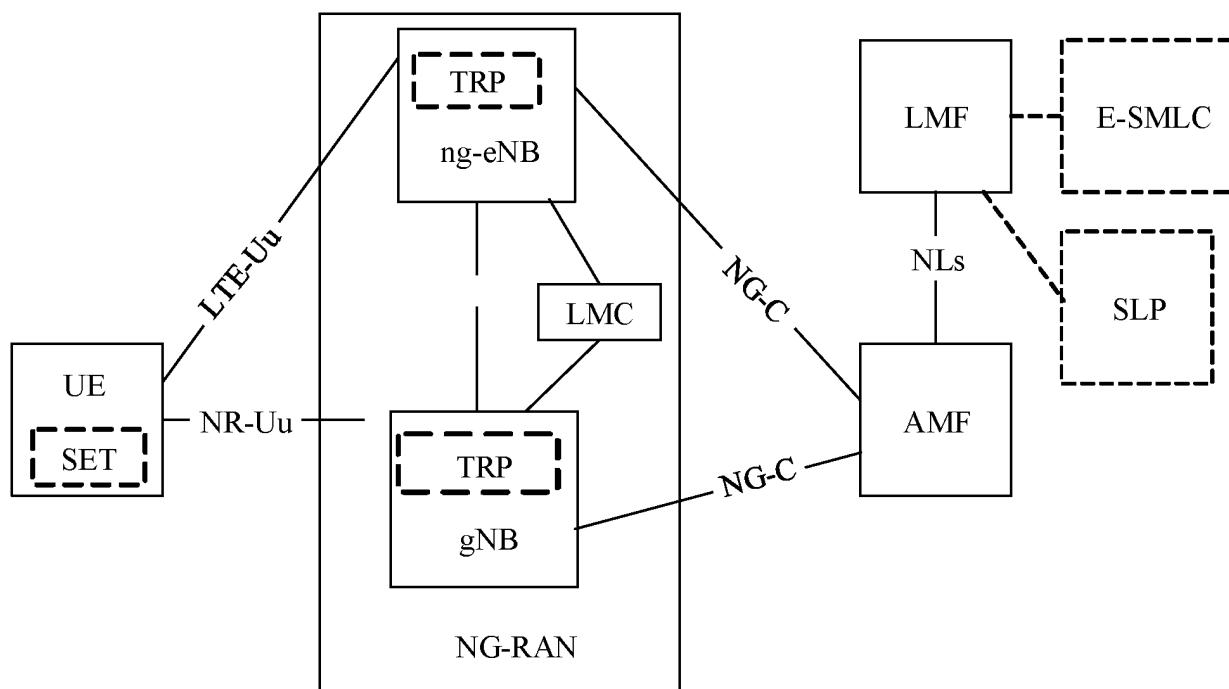 TRP
ng-eNB
LMF
E-SMLC
LTE-Uu
NG-C
NLs
LMC
SLP
UE
SET
NR-Uu
TRP
gNB
NG-C
AMF
NG-RAN